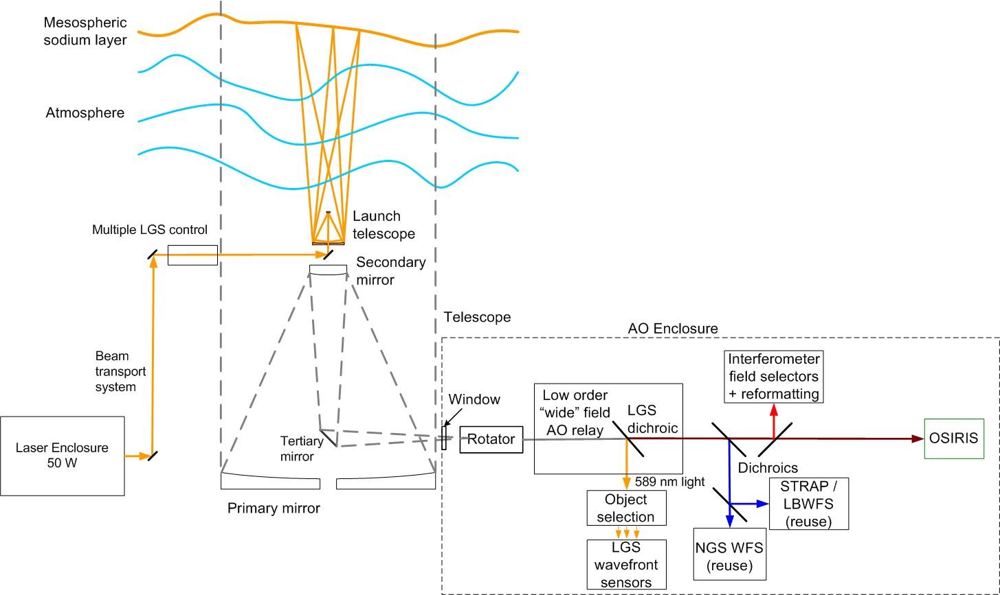 Mesospheric
sodium layer
Atmosphere
Launch
telescope
Multiple LGS control
Secondary
mirror
Telescope
Beam
transport
system
Laser Enclosure
50 W
Tertiary
mirror
Primary mirror
AO Enclosure
Window
Rotator
Low order
“wide” field
AO relay
LGS
dichroic
589 nm light
Object
selection
LGS
wavefront
sensors
Interferometer
field selectors
+ reformatting
Dichroics
STRAP /
LBWFS
(reuse)
NGS WFS
(reuse)
OSIRIS